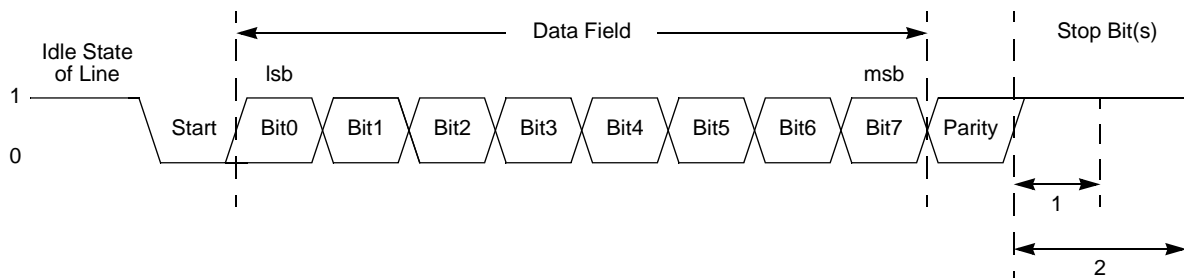 Data Field
Stop Bit(s)
Idle State
of Line
lsb
msb
1
Start
Bit0
Bit1
Bit2
Bit3
Bit4
Bit5
Bit6
Bit7
Parity
0
1
2